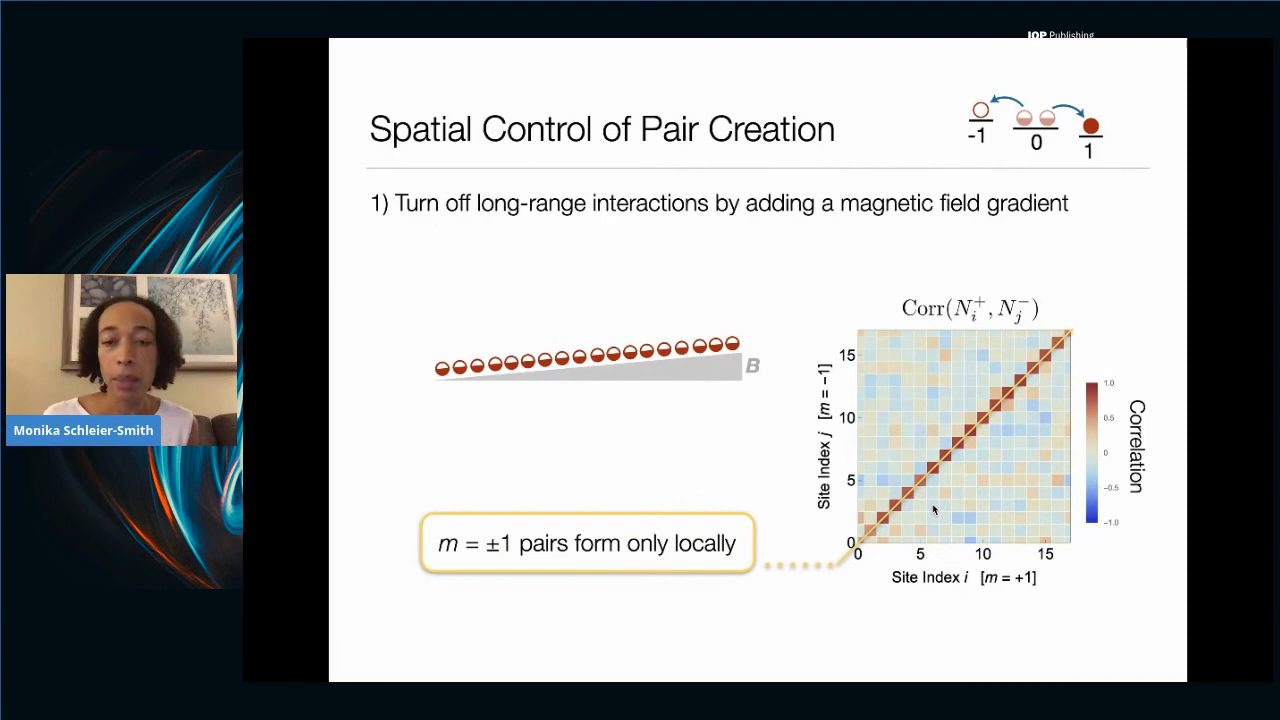 IOP Publishing
Spatial Control of Pair Creation
-1
0
1
1) Turn off long-range interactions by adding a magnetic field gradient
B
Monika Schleier-Smith
m = ±1 pairs form only locally
Corr(N_i^+, N_j^-)
Site Index j [m = −1]
15
10
5
0
0
5
10
15
Site Index i [m = +1]
1.0
0.5
0
−0.5
−1.0
Correlation